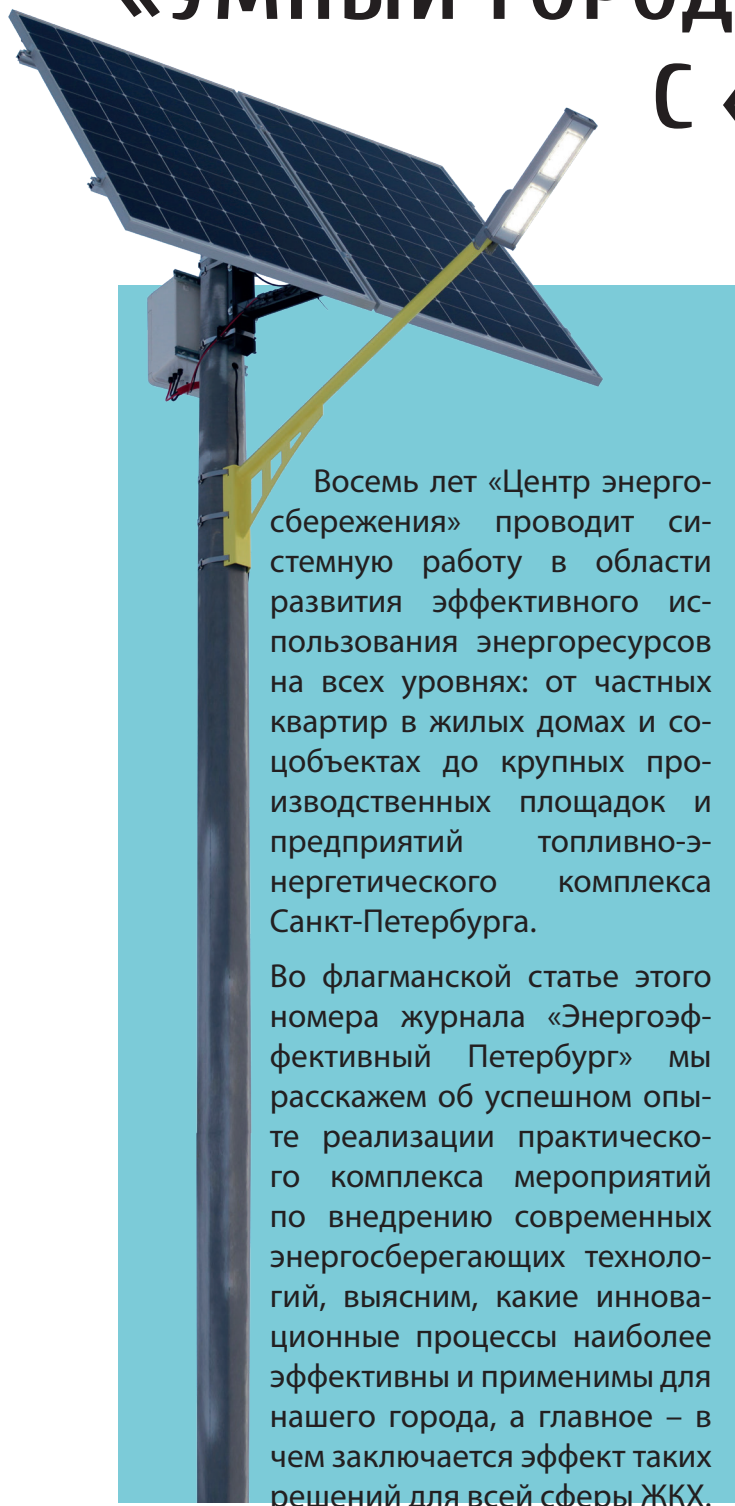 «УМНЫЙ ГОРОД
С «
Восемь лет «Центр энерго-
сбережения» проводит си-
стемную работу в области
развития эффективного ис-
пользования энергоресурсов
на всех уровнях: от частных
квартир в жилых домах и со-
цобъектах до крупных про-
изводственных площадок и
предприятий топливно-э-
нергетического комплекса
Санкт-Петербурга.
Во флагманской статье этого
номера журнала «Энергоэф-
фективный Петербург» мы
расскажем об успешном опы-
те реализации практическо-
го комплекса мероприятий
по внедрению современных
энергосберегающих техноло-
гий, выясним, какие иннова-
ционные процессы наиболее
эффективны и применимы для
нашего города, а главное – в
чем заключается эффект таких
решений для всей сферы ЖКХ.